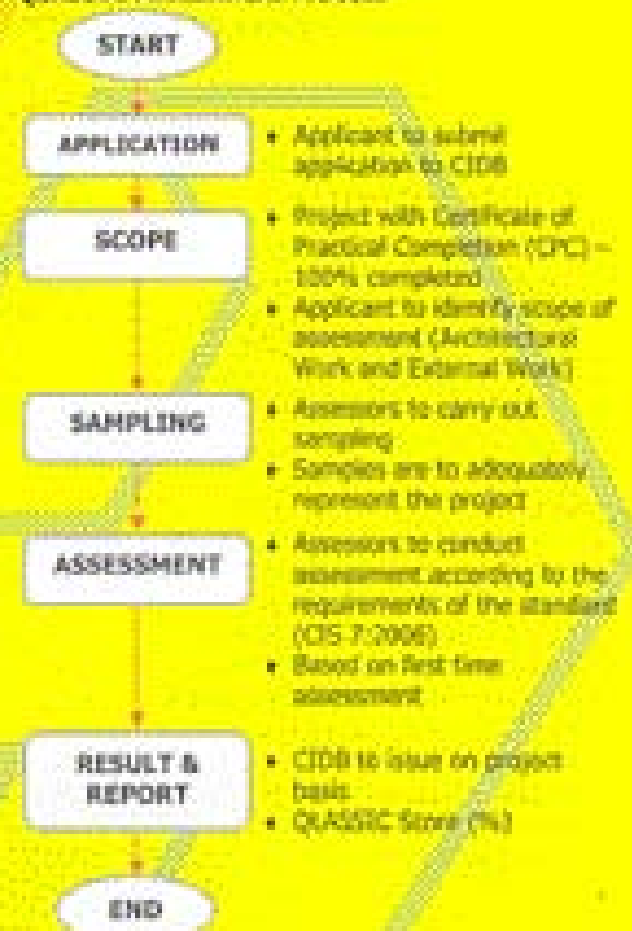 START
APPLICATION
• Applicant to submit
application to CIDB
SCOPE
• Project with Certificate of
Practical Completion (CPC) –
100% completed
• Applicant to identify scope of
assessment (Architectural
Work and External Work)
SAMPLING
• Assessors to carry out
sampling
• Samples are to adequately
represent the project
ASSESSMENT
• Assessors to conduct
assessment according to the
requirements of the standard
(CIS 7:2006)
• Based on first time
assessment
RESULT &
REPORT
• CIDB to issue on project
basis
• QLASSIC Score (%)
END